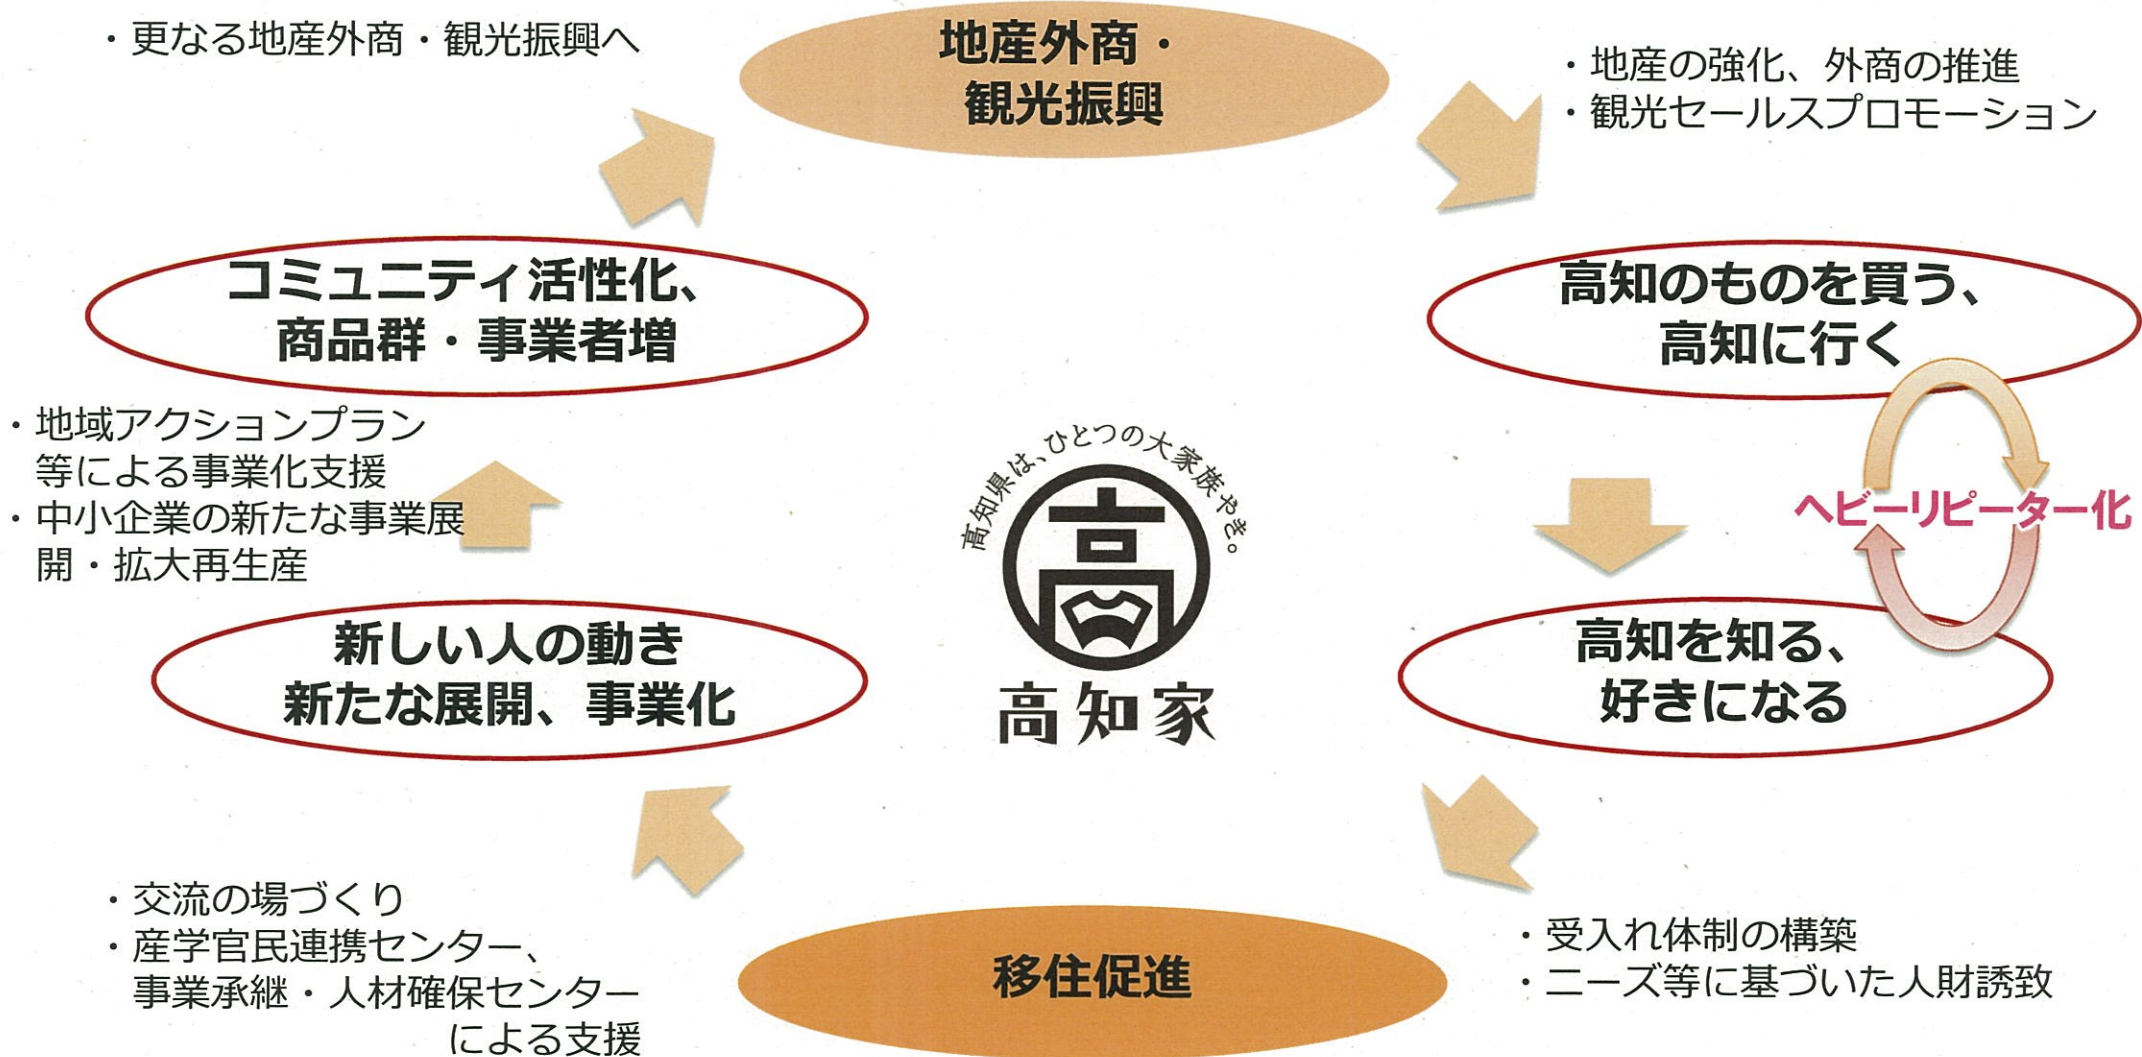 ・更なる地産外商・観光振興へ
地産外商・
観光振興
・地産の強化、外商の推進
・観光セールスプロモーション
コミュニティ活性化、
商品群・事業者増
高知のものを買う、
高知に行く
・地域アクションプラン
等による事業化支援
・中小企業の新たな事業展
開・拡大再生産
高知県は、ひとつの大家族やき。
高
高知家
ヘビーリピーター化
新しい人の動き
新たな展開、事業化
高知を知る、
好きになる
・交流の場づくり
・産学官民連携センター、
事業承継・人材確保センター
による支援
移住促進
・受入れ体制の構築
・ニーズ等に基づいた人財誘致